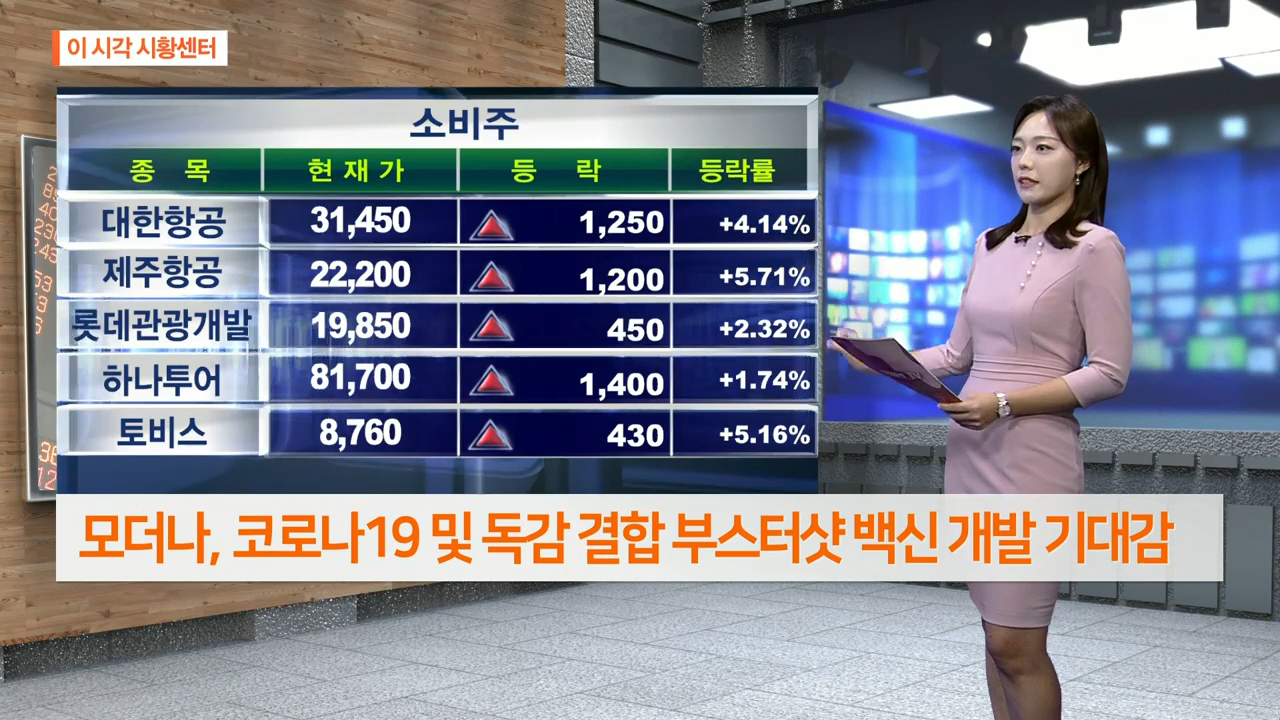 이 시각 시황센터
소비주
종 목 현 재 가 등 락 등락률
대한항공 31,450 ▲ 1,250 +4.14%
제주항공 22,200 ▲ 1,200 +5.71%
롯데관광개발 19,850 ▲ 450 +2.32%
하나투어 81,700 ▲ 1,400 +1.74%
토비스 8,760 ▲ 430 +5.16%
모더나, 코로나19 및 독감 결합 부스터샷 백신 개발 기대감